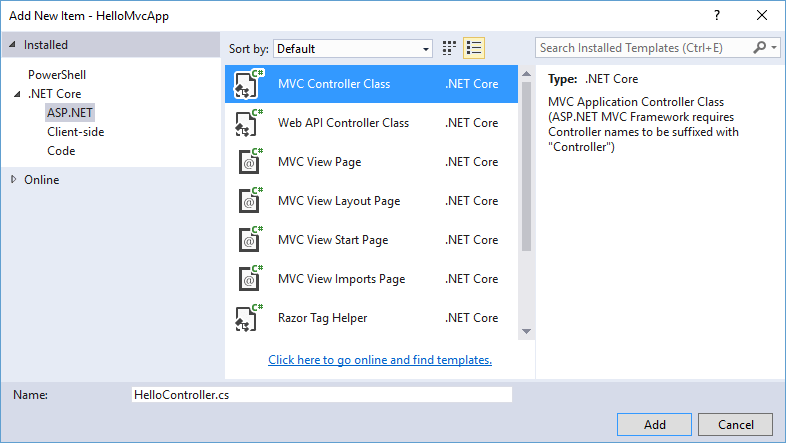 Add New Item - HelloMvcApp
?
Installed
PowerShell
.NET Core
ASP.NET
Client-side
Code
Online
Sort by: Default
Search Installed Templates (Ctrl+E)
C# MVC Controller Class .NET Core
C# Web API Controller Class .NET Core
C# @ MVC View Page .NET Core
C# @ MVC View Layout Page .NET Core
C# @ MVC View Start Page .NET Core
C# @ MVC View Imports Page .NET Core
C# Razor Tag Helper .NET Core
Click here to go online and find templates.
Type: .NET Core
MVC Application Controller Class
(ASP.NET MVC Framework requires
Controller names to be suffixed with
"Controller")
Name: HelloController.cs
Add Cancel